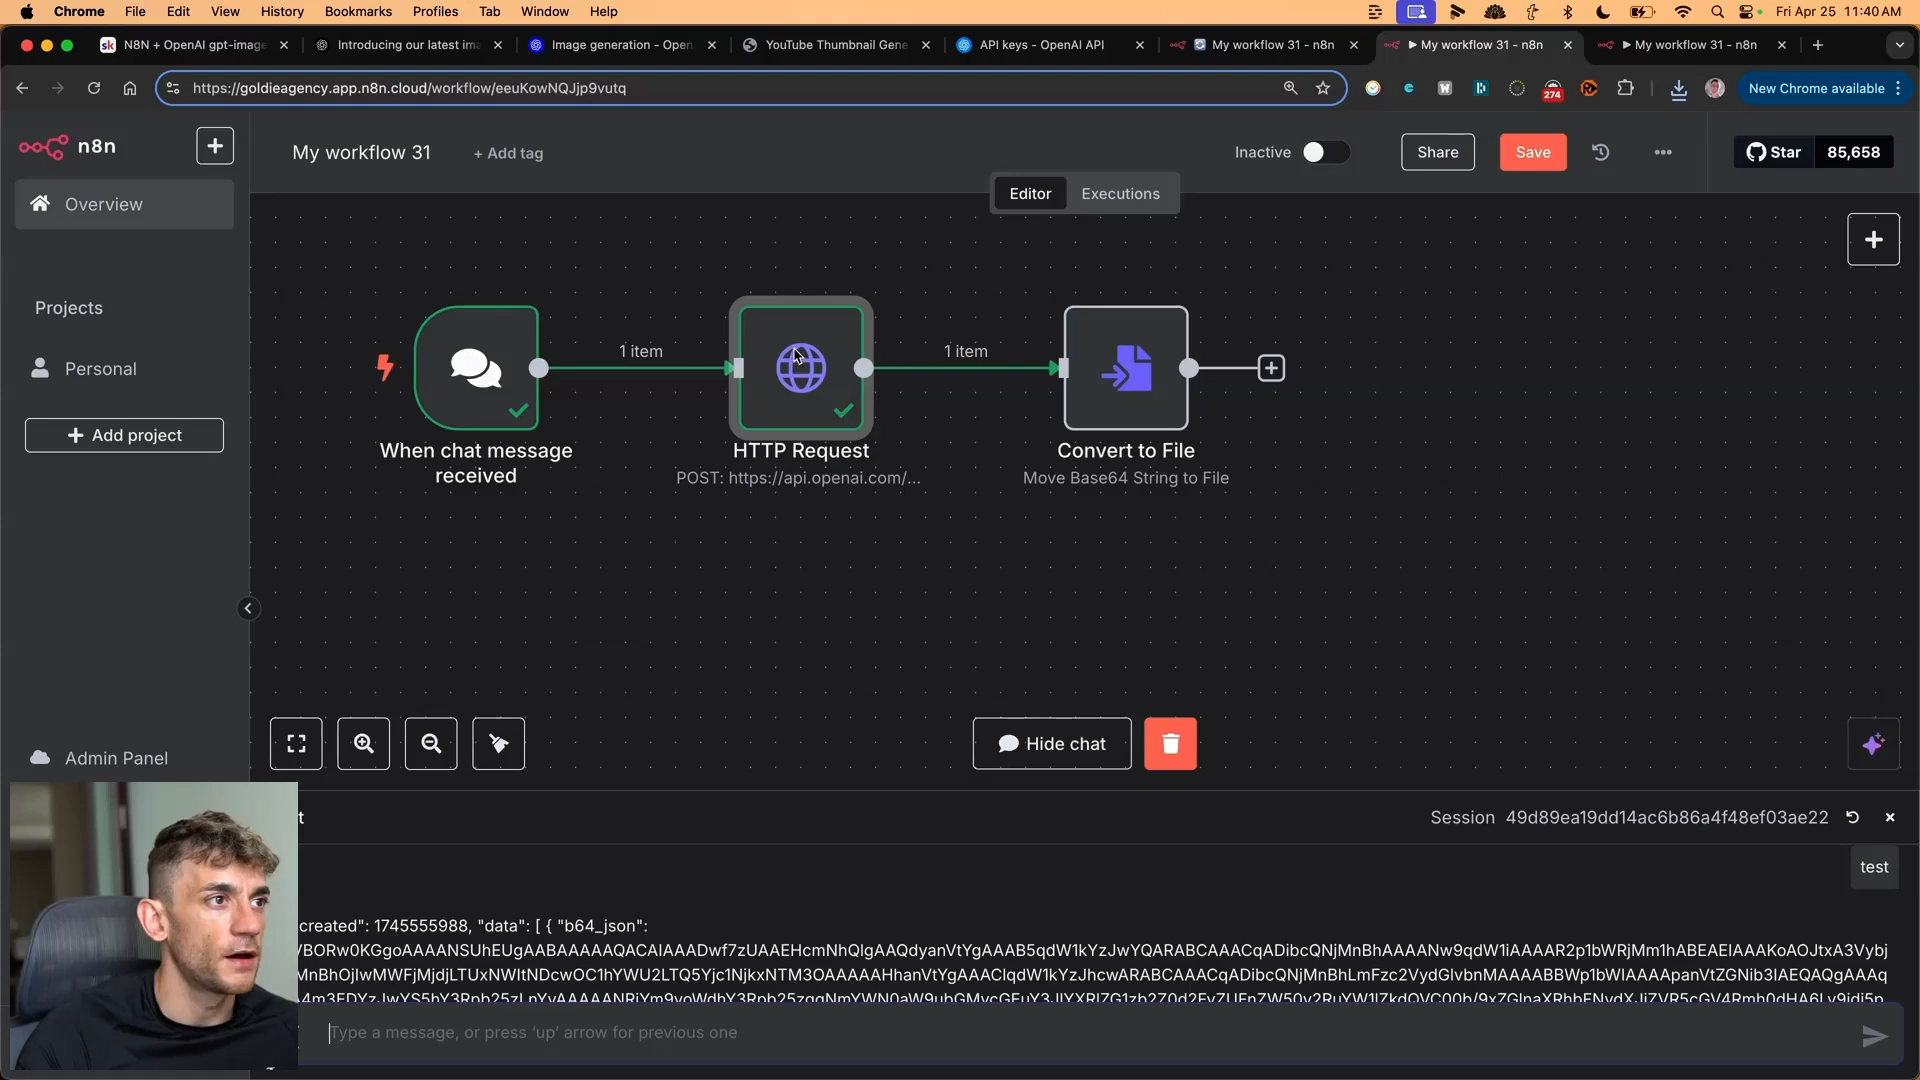 Chrome File Edit View History Bookmarks Profiles Tab Window Help Fri Apr 25 11:40 AM
N8N + OpenAI gpt-image Introducing our latest ima Image generation - Open YouTube Thumbnail Gene API keys - OpenAI API My workflow 31 - n8n My workflow 31 - n8n My workflow 31 - n8n
https://goldieagency.app.n8n.cloud/workflow/eeuKowNQJjp9vutq 274 New Chrome available
n8n
My workflow 31 + Add tag Inactive Share Save Star 85,658
Editor Executions
Overview
Projects
Personal
Add project
1 item 1 item
When chat message
received
HTTP Request
POST: https://api.openai.com/...
Convert to File
Move Base64 String to File
Admin Panel
Hide chat
t Session 49d89ea19dd14ac6b86a4f48ef03ae22
test
created": 1745555988, "data": [ { "b64_json":
Type a message, or press 'up' arrow for previous one